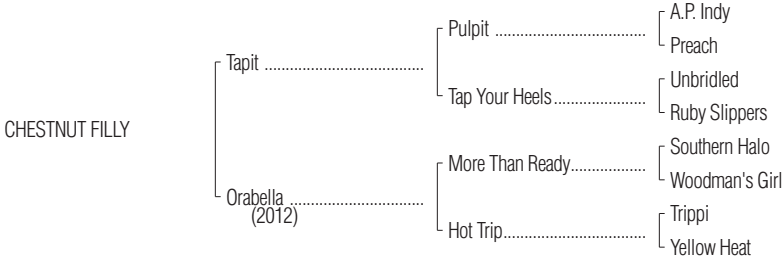 A.P. Indy
Pulpit ......................................
Preach
Tapit ........................................
Unbridled
Tap Your Heels.......................
Ruby Slippers
CHESTNUT FILLY
Southern Halo
More Than Ready...................
Woodman's Girl
Orabella ..................................
(2012)
Trippi
Hot Trip....................................
Yellow Heat